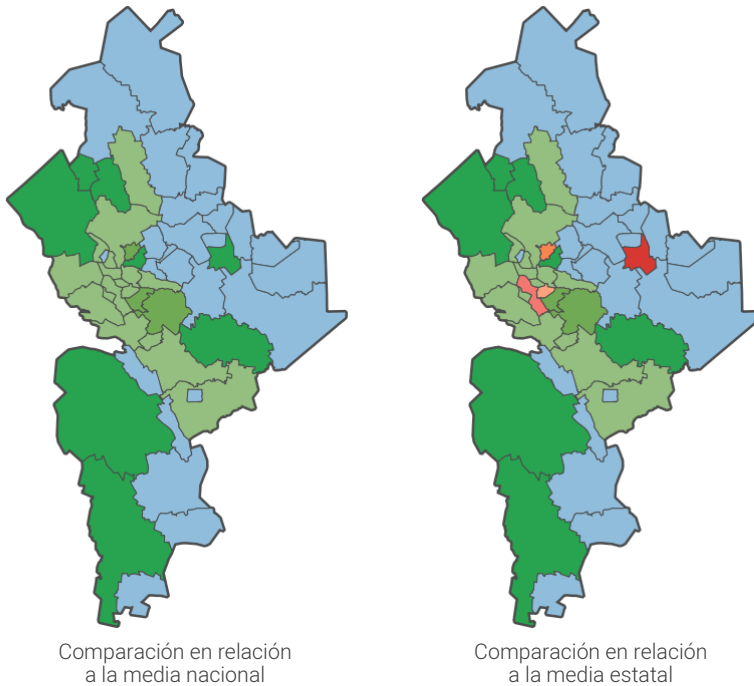 Comparación en relación
a la media nacional
Comparación en relación
a la media estatal